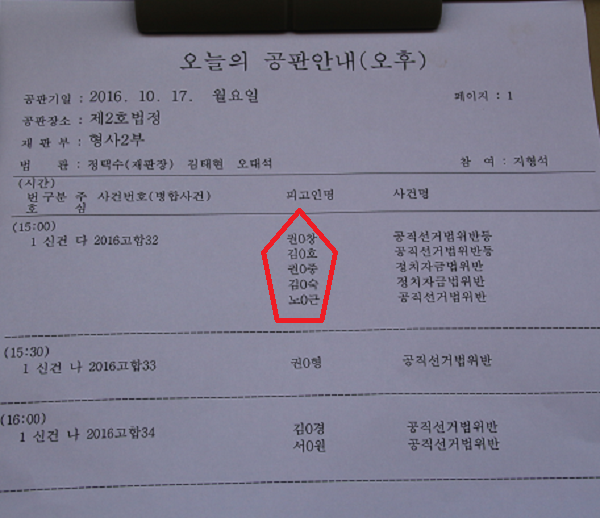 오늘의 공판안내(오후)
공판기일 : 2016. 10. 17. 월요일 페이지 : 1
공판장소 : 제2호법정
재판부 : 형사2부
법관 : 정택수(재판장) 김태현 오대석 참여 : 지형석
(시간)
번구분 주 사건번호(병합사건) 피고인명 사건명
호 심
(15:00)
1 신건 다 2016고합32 권0창 공직선거법위반등
김0호 공직선거법위반등
권0중 정치자금법위반
김0숙 정치자금법위반
노0근 공직선거법위반
(15:30)
1 신건 나 2016고합33 권0형 공직선거법위반
(16:00)
1 신건 나 2016고합34 김0경 공직선거법위반
서0원 공직선거법위반